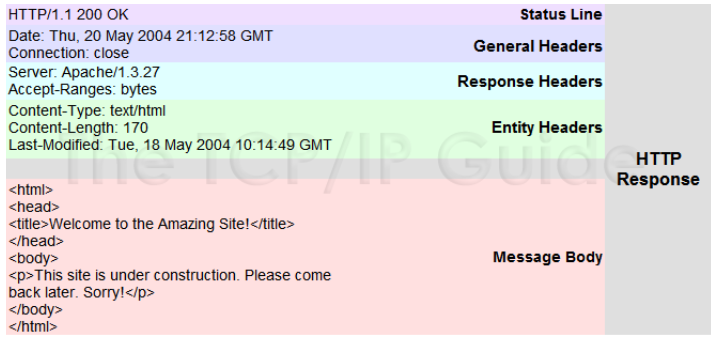 HTTP/1.1 200 OK
Status Line
Date: Thu, 20 May 2004 21:12:58 GMT
Connection: close
General Headers
Server: Apache/1.3.27
Accept-Ranges: bytes
Response Headers
Content-Type: text/html
Content-Length: 170
Last-Modified: Tue, 18 May 2004 10:14:49 GMT
Entity Headers
The TCP/IP Guide
HTTP
Response
<html>
<head>
<title>Welcome to the Amazing Site!</title>
</head>
<body>
<p>This site is under construction. Please come
back later. Sorry!</p>
</body>
</html>
Message Body